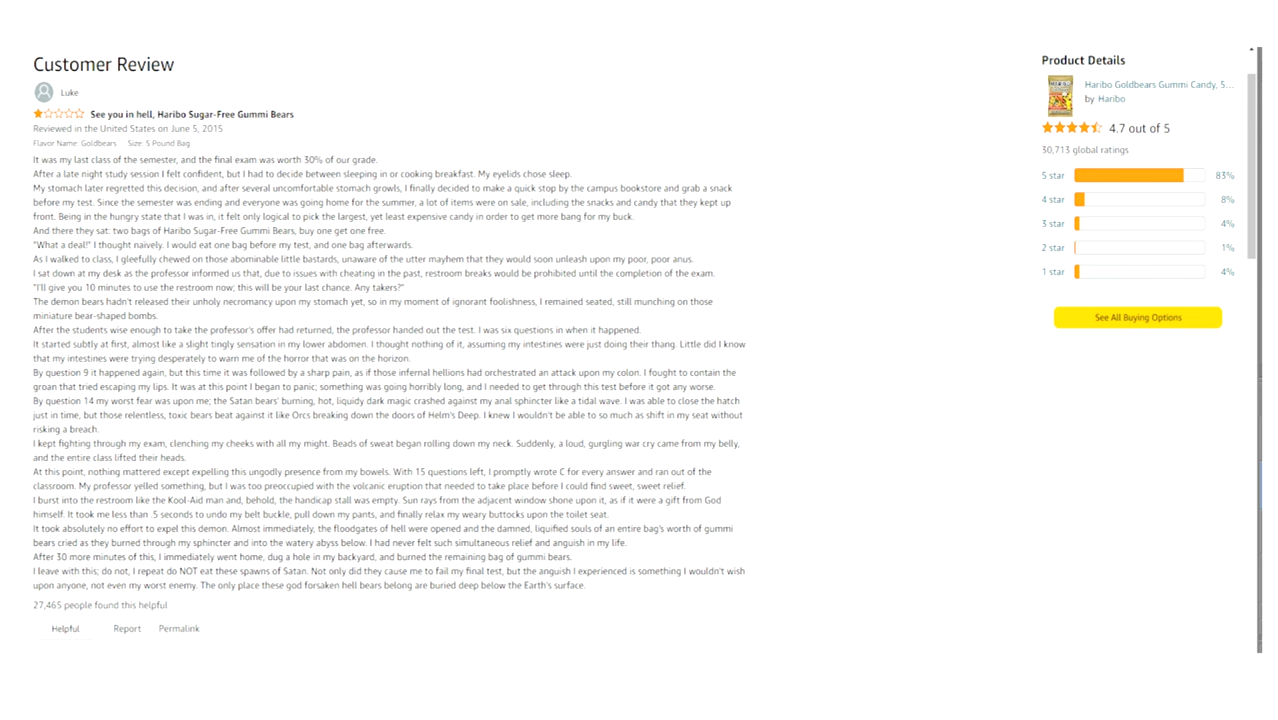 Customer Review
Luke
See you in hell, Haribo Sugar-Free Gummi Bears
Reviewed in the United States on June 5, 2015
Flavor Name: Goldbears Size: 5 Pound Bag
It was my last class of the semester, and the final exam was worth 30% of our grade.
After a late night study session I felt confident, but I had to decide between sleeping in or cooking breakfast. My eyelids chose sleep.
My stomach later regretted this decision, and after several uncomfortable stomach growls, I finally decided to make a quick stop by the campus bookstore and grab a snack
before my test. Since the semester was ending and everyone was going home for the summer, a lot of items were on sale, including the snacks and candy that they kept up
front. Being in the hungry state that I was in, it felt only logical to pick the largest, yet least expensive candy in order to get more bang for my buck.
And there they sat: two bags of Haribo Sugar-Free Gummi Bears, buy one get one free.
"What a deal!" I thought naively. I would eat one bag before my test, and one bag afterwards.
As I walked to class, I gleefully chewed on those abominable little bastards, unaware of the utter mayhem that they would soon unleash upon my poor, poor anus.
I sat down at my desk as the professor informed us that, due to issues with cheating in the past, restroom breaks would be prohibited until the completion of the exam.
"I'll give you 10 minutes to use the restroom now; this will be your last chance. Any takers?"
The demon bears hadn't released their unholy necromancy upon my stomach yet, so in my moment of ignorant foolishness, I remained seated, still munching on those
miniature bear-shaped bombs.
After the students wise enough to take the professor's offer had returned, the professor handed out the test. I was six questions in when it happened.
It started subtly at first, almost like a slight tingly sensation in my lower abdomen. I thought nothing of it, assuming my intestines were just doing their thang. Little did I know
that my intestines were trying desperately to warn me of the horror that was on the horizon.
By question 9 it happened again, but this time it was followed by a sharp pain, as if those infernal hellions had orchestrated an attack upon my colon. I fought to contain the
groan that tried escaping my lips. It was at this point I began to panic; something was going horribly long, and I needed to get through this test before it got any worse.
By question 14 my worst fear was upon me; the Satan bears' burning, hot, liquidy dark magic crashed against my anal sphincter like a tidal wave. I was able to close the hatch
just in time, but those relentless, toxic bears beat against it like Orcs breaking down the doors of Helm's Deep. I knew I wouldn't be able to so much as shift in my seat without
risking a breach.
I kept fighting through my exam, clenching my cheeks with all my might. Beads of sweat began rolling down my neck. Suddenly, a loud, gurgling war cry came from my belly,
and the entire class lifted their heads.
At this point, nothing mattered except expelling this ungodly presence from my bowels. With 15 questions left, I promptly wrote C for every answer and ran out of the
classroom. My professor yelled something, but I was too preoccupied with the volcanic eruption that needed to take place before I could find sweet, sweet relief.
I burst into the restroom like the Kool-Aid man and, behold, the handicap stall was empty. Sun rays from the adjacent window shone upon it, as if it were a gift from God
himself. It took me less than .5 seconds to undo my belt buckle, pull down my pants, and finally relax my weary buttocks upon the toilet seat.
It took absolutely no effort to expel this demon. Almost immediately, the floodgates of hell were opened and the damned, liquified souls of an entire bag's worth of gummi
bears cried as they burned through my sphincter and into the watery abyss below. I had never felt such simultaneous relief and anguish in my life.
After 30 more minutes of this, I immediately went home, dug a hole in my backyard, and burned the remaining bag of gummi bears.
I leave with this; do not, I repeat do NOT eat these spawns of Satan. Not only did they cause me to fail my final test, but the anguish I experienced is something I wouldn't wish
upon anyone, not even my worst enemy. The only place these god forsaken hell bears belong are buried deep below the Earth's surface.
27,465 people found this helpful
Helpful Report Permalink
Product Details
Haribo Goldbears Gummi Candy, 5...
by Haribo
4.7 out of 5
30,713 global ratings
5 star 83%
4 star 8%
3 star 4%
2 star 1%
1 star 4%
See All Buying Options